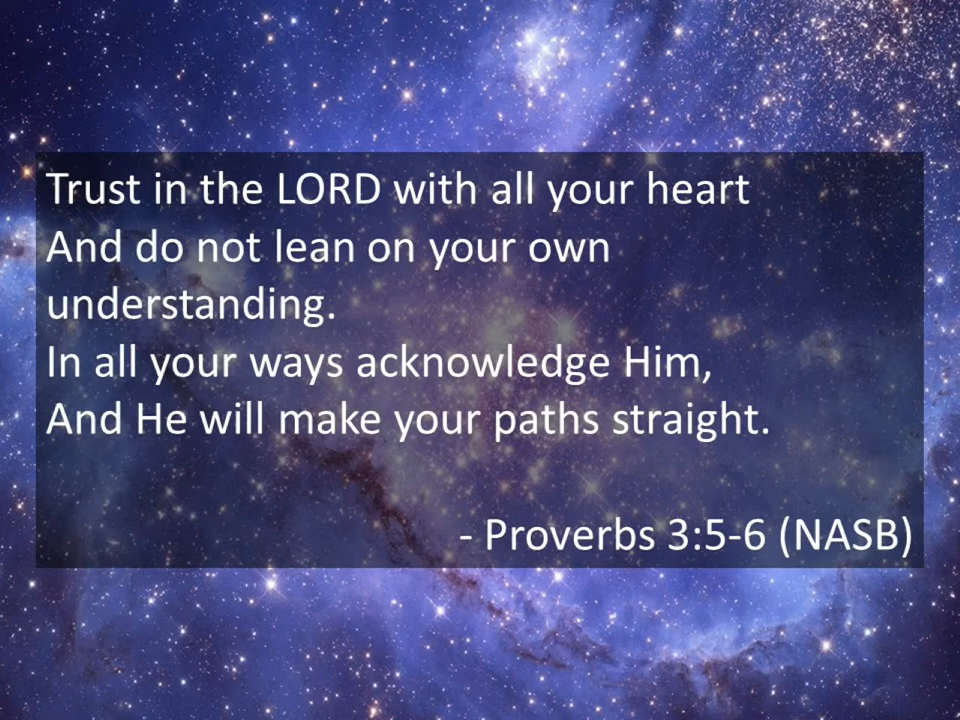 Trust in the LORD with all your heart
And do not lean on your own
understanding.
In all your ways acknowledge Him,
And He will make your paths straight.
- Proverbs 3:5-6 (NASB)